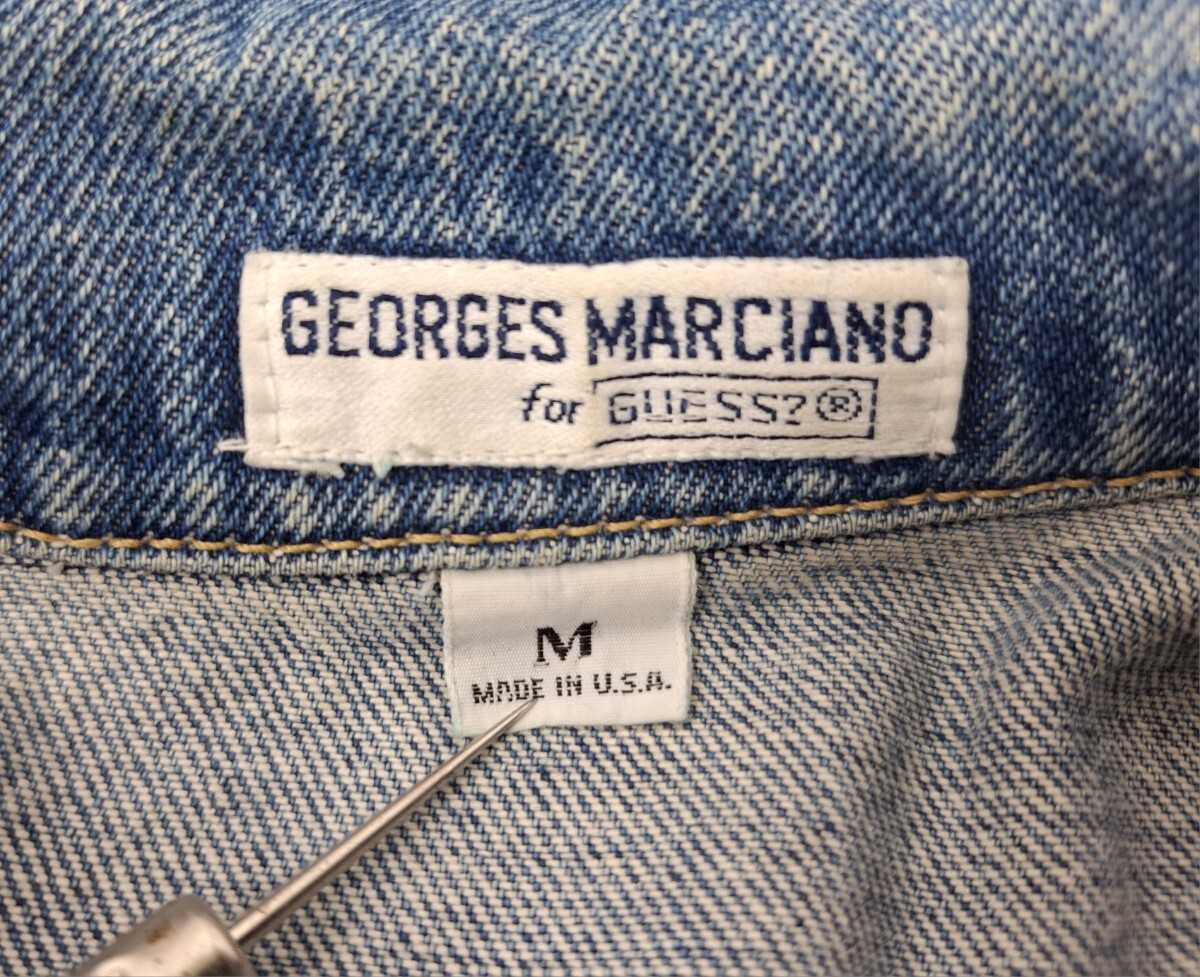 GEORGES MARCIANO
for GUESS?®
M
MADE IN U.S.A.